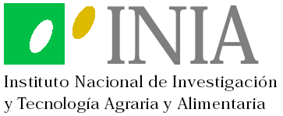 INIA
Instituto Nacional de Investigación
y Tecnología Agraria y Alimentaria